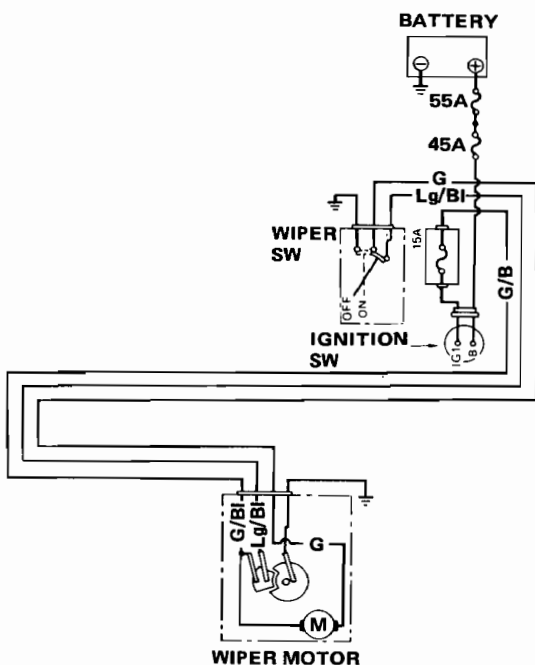 BATTERY
55A
45A
G
Lg/Bl
WIPER
SW
15A
G/B
OFF
ON
IGNITION
SW
IG1
B
G/Bl
Lg/Bl
G
M
WIPER MOTOR